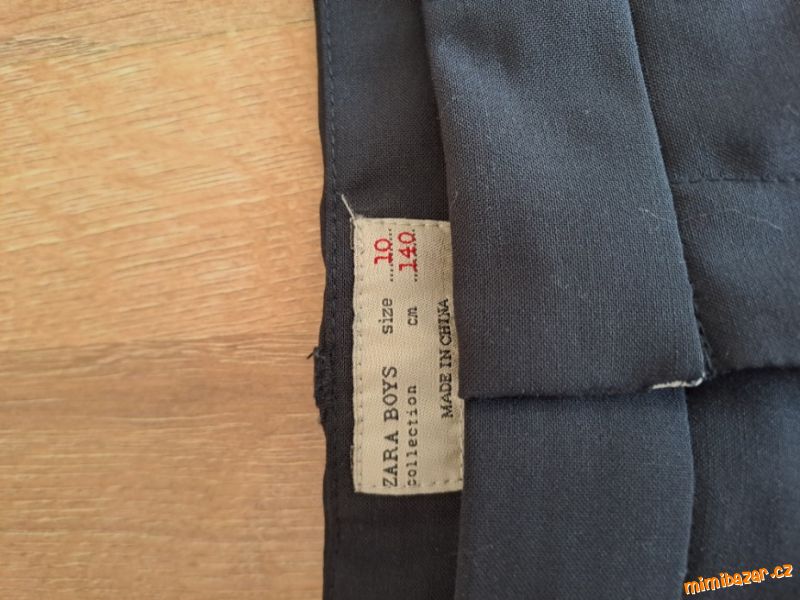 ZARA BOYS size 10
collection cm 140
MADE IN CHINA
mimibazar.cz